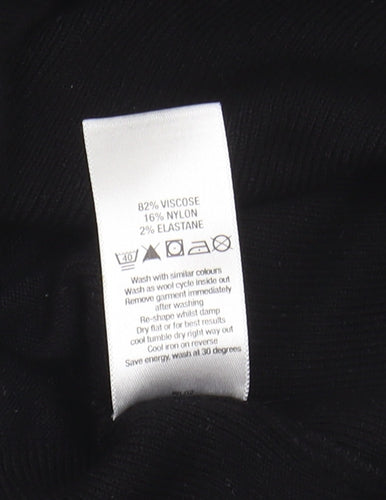 82% VISCOSE
16% NYLON
2% ELASTANE
40
Wash with similar colours
Wash as wool cycle inside out
Remove garment immediately
after washing
Re-shape whilst damp
Dry flat or for best results
cool tumble dry right way out
Cool iron on reverse
Save energy, wash at 30 degrees